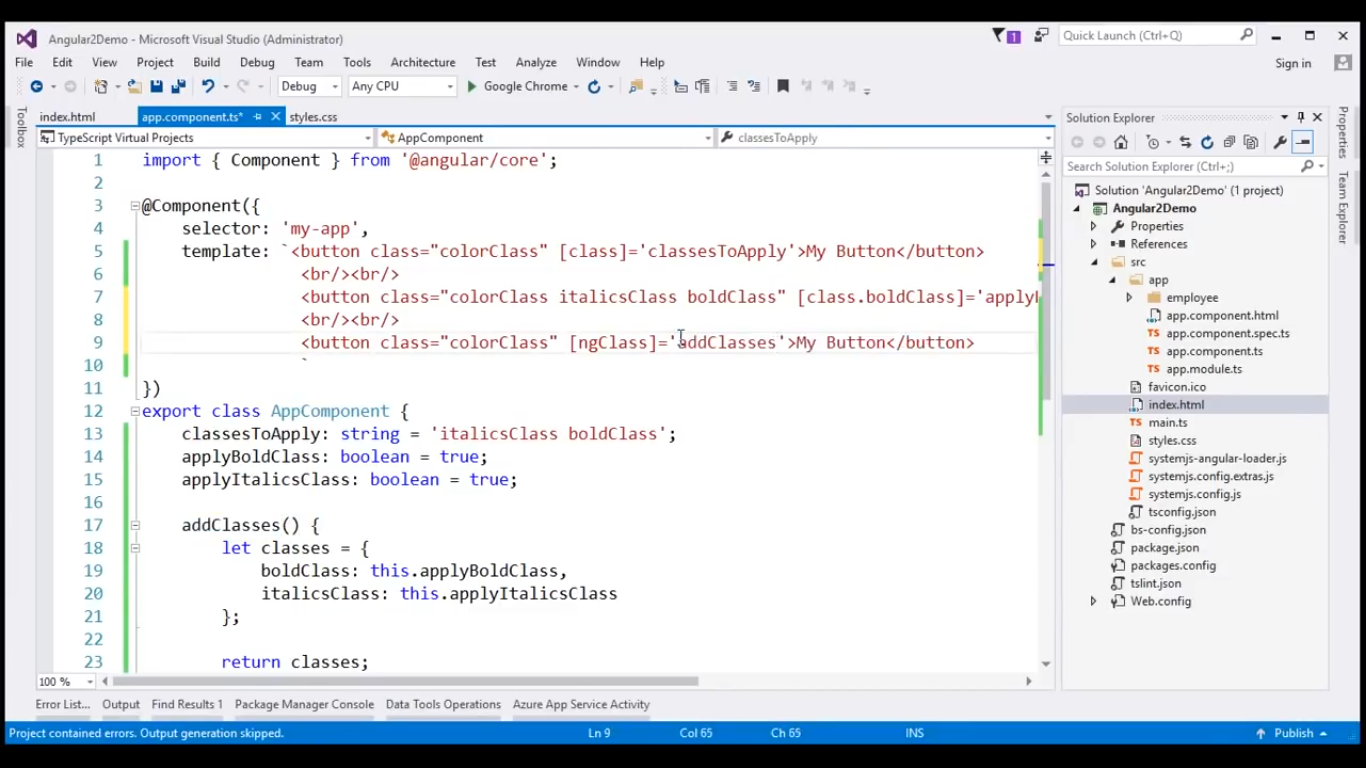 Angular2Demo - Microsoft Visual Studio (Administrator)
1
Quick Launch (Ctrl+Q)
File Edit View Project Build Debug Team Tools Architecture Test Analyze Window Help
Sign in
Debug Any CPU Google Chrome
Toolbox
index.html app.component.ts* styles.css
TypeScript Virtual Projects AppComponent classesToApply
1 import { Component } from '@angular/core';
2
3 @Component({
4 selector: 'my-app',
5 template: `<button class="colorClass" [class]='classesToApply'>My Button</button>
6 <br/><br/>
7 <button class="colorClass italicsClass boldClass" [class.boldClass]='applyB
8 <br/><br/>
9 <button class="colorClass" [ngClass]='addClasses'>My Button</button>
10 `
11 })
12 export class AppComponent {
13 classesToApply: string = 'italicsClass boldClass';
14 applyBoldClass: boolean = true;
15 applyItalicsClass: boolean = true;
16
17 addClasses() {
18 let classes = {
19 boldClass: this.applyBoldClass,
20 italicsClass: this.applyItalicsClass
21 };
22
23 return classes;
100 %
Solution Explorer
Search Solution Explorer (Ctrl+;)
Solution 'Angular2Demo' (1 project)
Angular2Demo
Properties
References
src
app
employee
app.component.html
app.component.spec.ts
app.component.ts
app.module.ts
favicon.ico
index.html
main.ts
styles.css
systemjs-angular-loader.js
systemjs.config.extras.js
systemjs.config.js
tsconfig.json
bs-config.json
package.json
packages.config
tslint.json
Web.config
Properties
Team Explorer
Error List... Output Find Results 1 Package Manager Console Data Tools Operations Azure App Service Activity
Project contained errors. Output generation skipped. Ln 9 Col 65 Ch 65 INS Publish